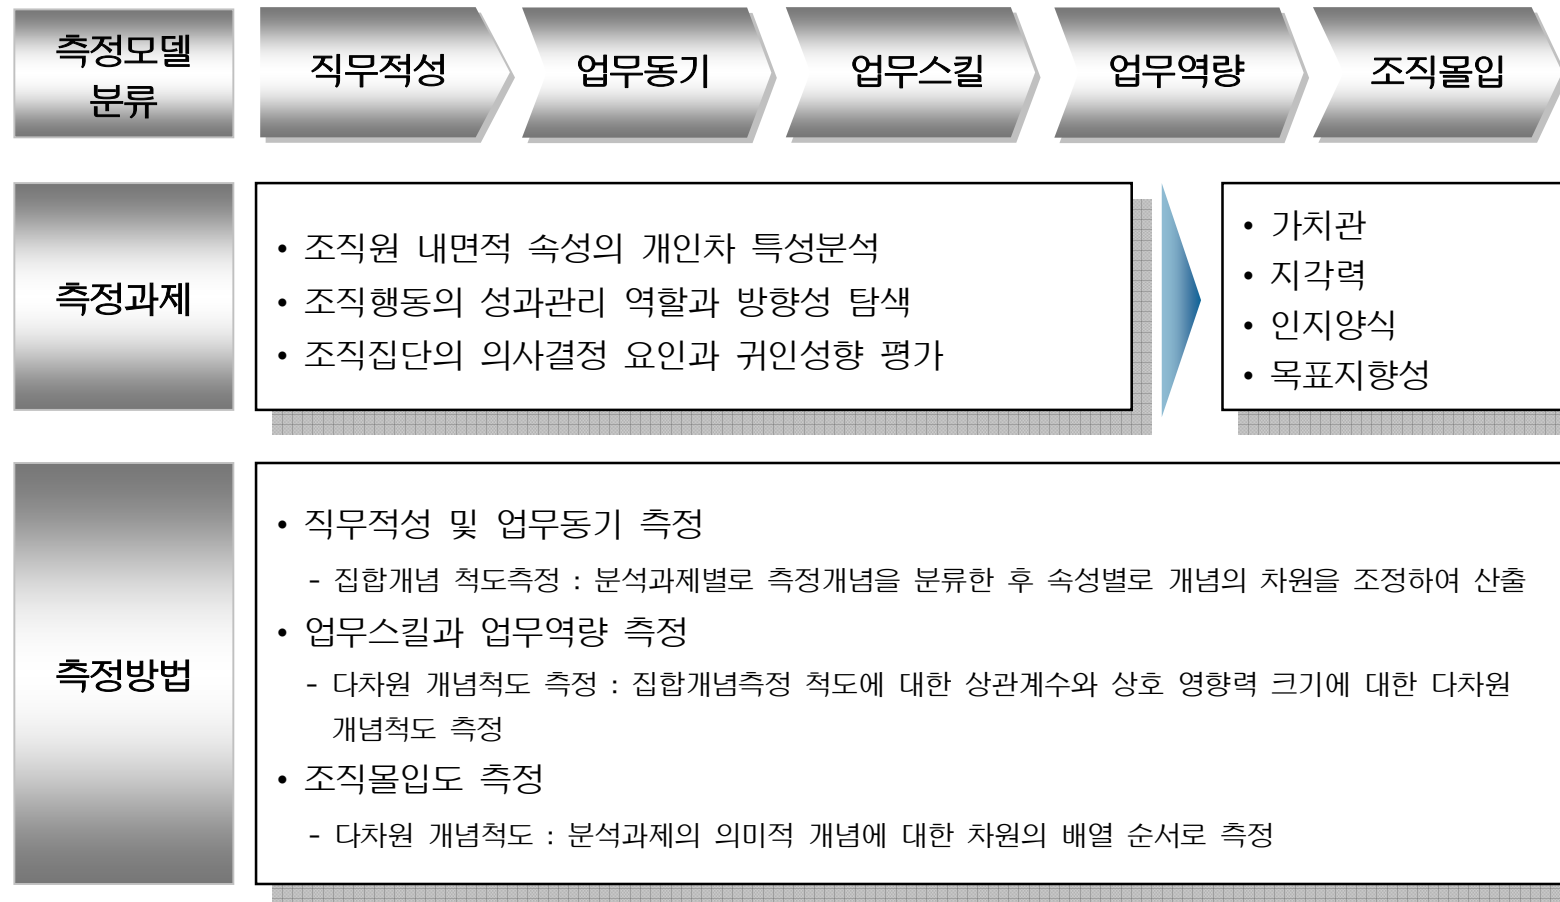 측정모델
분류
직무적성
업무동기
업무스킬
업무역량
조직몰입
측정과제
• 조직원 내면적 속성의 개인차 특성분석
• 조직행동의 성과관리 역할과 방향성 탐색
• 조직집단의 의사결정 요인과 귀인성향 평가
• 가치관
• 지각력
• 인지양식
• 목표지향성
측정방법
• 직무적성 및 업무동기 측정
- 집합개념 척도측정 : 분석과제별로 측정개념을 분류한 후 속성별로 개념의 차원을 조정하여 산출
• 업무스킬과 업무역량 측정
- 다차원 개념척도 측정 : 집합개념측정 척도에 대한 상관계수와 상호 영향력 크기에 대한 다차원
개념척도 측정
• 조직몰입도 측정
- 다차원 개념척도 : 분석과제의 의미적 개념에 대한 차원의 배열 순서로 측정